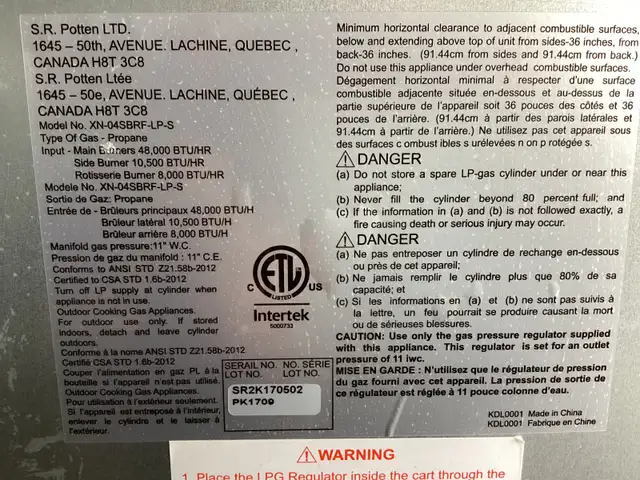 S.R. Potten LTD.
1645 – 50th, AVENUE. LACHINE, QUEBEC ,
CANADA H8T 3C8
S.R. Potten Ltée
1645 – 50e, AVENUE. LACHINE, QUÉBEC ,
CANADA H8T 3C8
Model No. XN-04SBRF-LP-S
Type Of Gas - Propane
Input - Main Burners 48,000 BTU/HR
Side Burner 10,500 BTU/HR
Rotisserie Burner 8,000 BTU/HR
Modele No. XN-04SBRF-LP-S
Sortie de Gaz: Propane
Entrée de - Brûleurs principaux 48,000 BTU/H
Brûleur latéral 10,500 BTU/H
Brûleur arrière 8,000 BTU/H
Manifold gas pressure:11" W.C.
Pression de gaz du manifold : 11" C.E.
Conforms to ANSI STD Z21.58b-2012
Certified to CSA STD 1.6b-2012
Turn off LP supply at cylinder when
appliance is not in use.
Outdoor Cooking Gas Appliances.
For outdoor use only. If stored
indoors, detach and leave cylinder
outdoors.
Conforme à la norme ANSI STD Z21.58b-2012
Certifié CSA STD 1.6b-2012
Couper l'alimentation en gaz PL à la
bouteille si l'appareil n'est pas utilisé.
Outdoor Cooking Gas Appliances.
Pour utilisation à l'extérieur seulement.
Si l'appareil est entreposé à l'intérieur,
enlever le cylindre et le laisser à
l'extérieur.
C ETL US
LISTED
Intertek
5000733
SERIAL NO. NO. SÉRIE
LOT NO. LOT NO.
SR2K170502
PK1709
Minimum horizontal clearance to adjacent combustible surfaces,
below and extending above top of unit from sides-36 inches, from
back-36 inches. (91.44cm from sides and 91.44cm from back.)
Do not use this appliance under overhead combustible surfaces.
Dégagement horizontal minimal à respecter d'une surface
combustible adjacente située en-dessous et au-dessus de la
partie supérieure de l'appareil soit 36 pouces des côtés et 36
pouces de l'arrière. (91.44cm à partir des parois latérales et
91.44cm à partir de l'arrière.) Ne utilisez pas cet appareil sous
des surfaces c ombust ibles s urélevées n on p rotégée s.
DANGER
(a) Do not store a spare LP-gas cylinder under or near this
appliance;
(b) Never fill the cylinder beyond 80 percent full; and
(c) If the information in (a) and (b) is not followed exactly, a
fire causing death or serious injury may occur.
DANGER
(a) Ne pas entreposer un cylindre de rechange en-dessous
ou près de cet appareil;
(b) Ne jamais remplir le cylindre plus que 80% de sa
capacité; et
(c) Si les informations en (a) et (b) ne sont pas suivis à
la lettre, un feu pourrait se produire causant la mort
ou de sérieuses blessures.
CAUTION: Use only the gas pressure regulator supplied
with this appliance. This regulator is set for an outlet
pressure of 11 iwc.
MISE EN GARDE : N'utilisez que le régulateur de pression
du gaz fourni avec cet appareil. La pression de sortie de
ce régulateur est réglée à 11 pouce colonne d'eau.
KDL0001 Made in China
KDL0001 Fabrique en Chine
WARNING
1. Place the LPG Regulator inside the cart through the